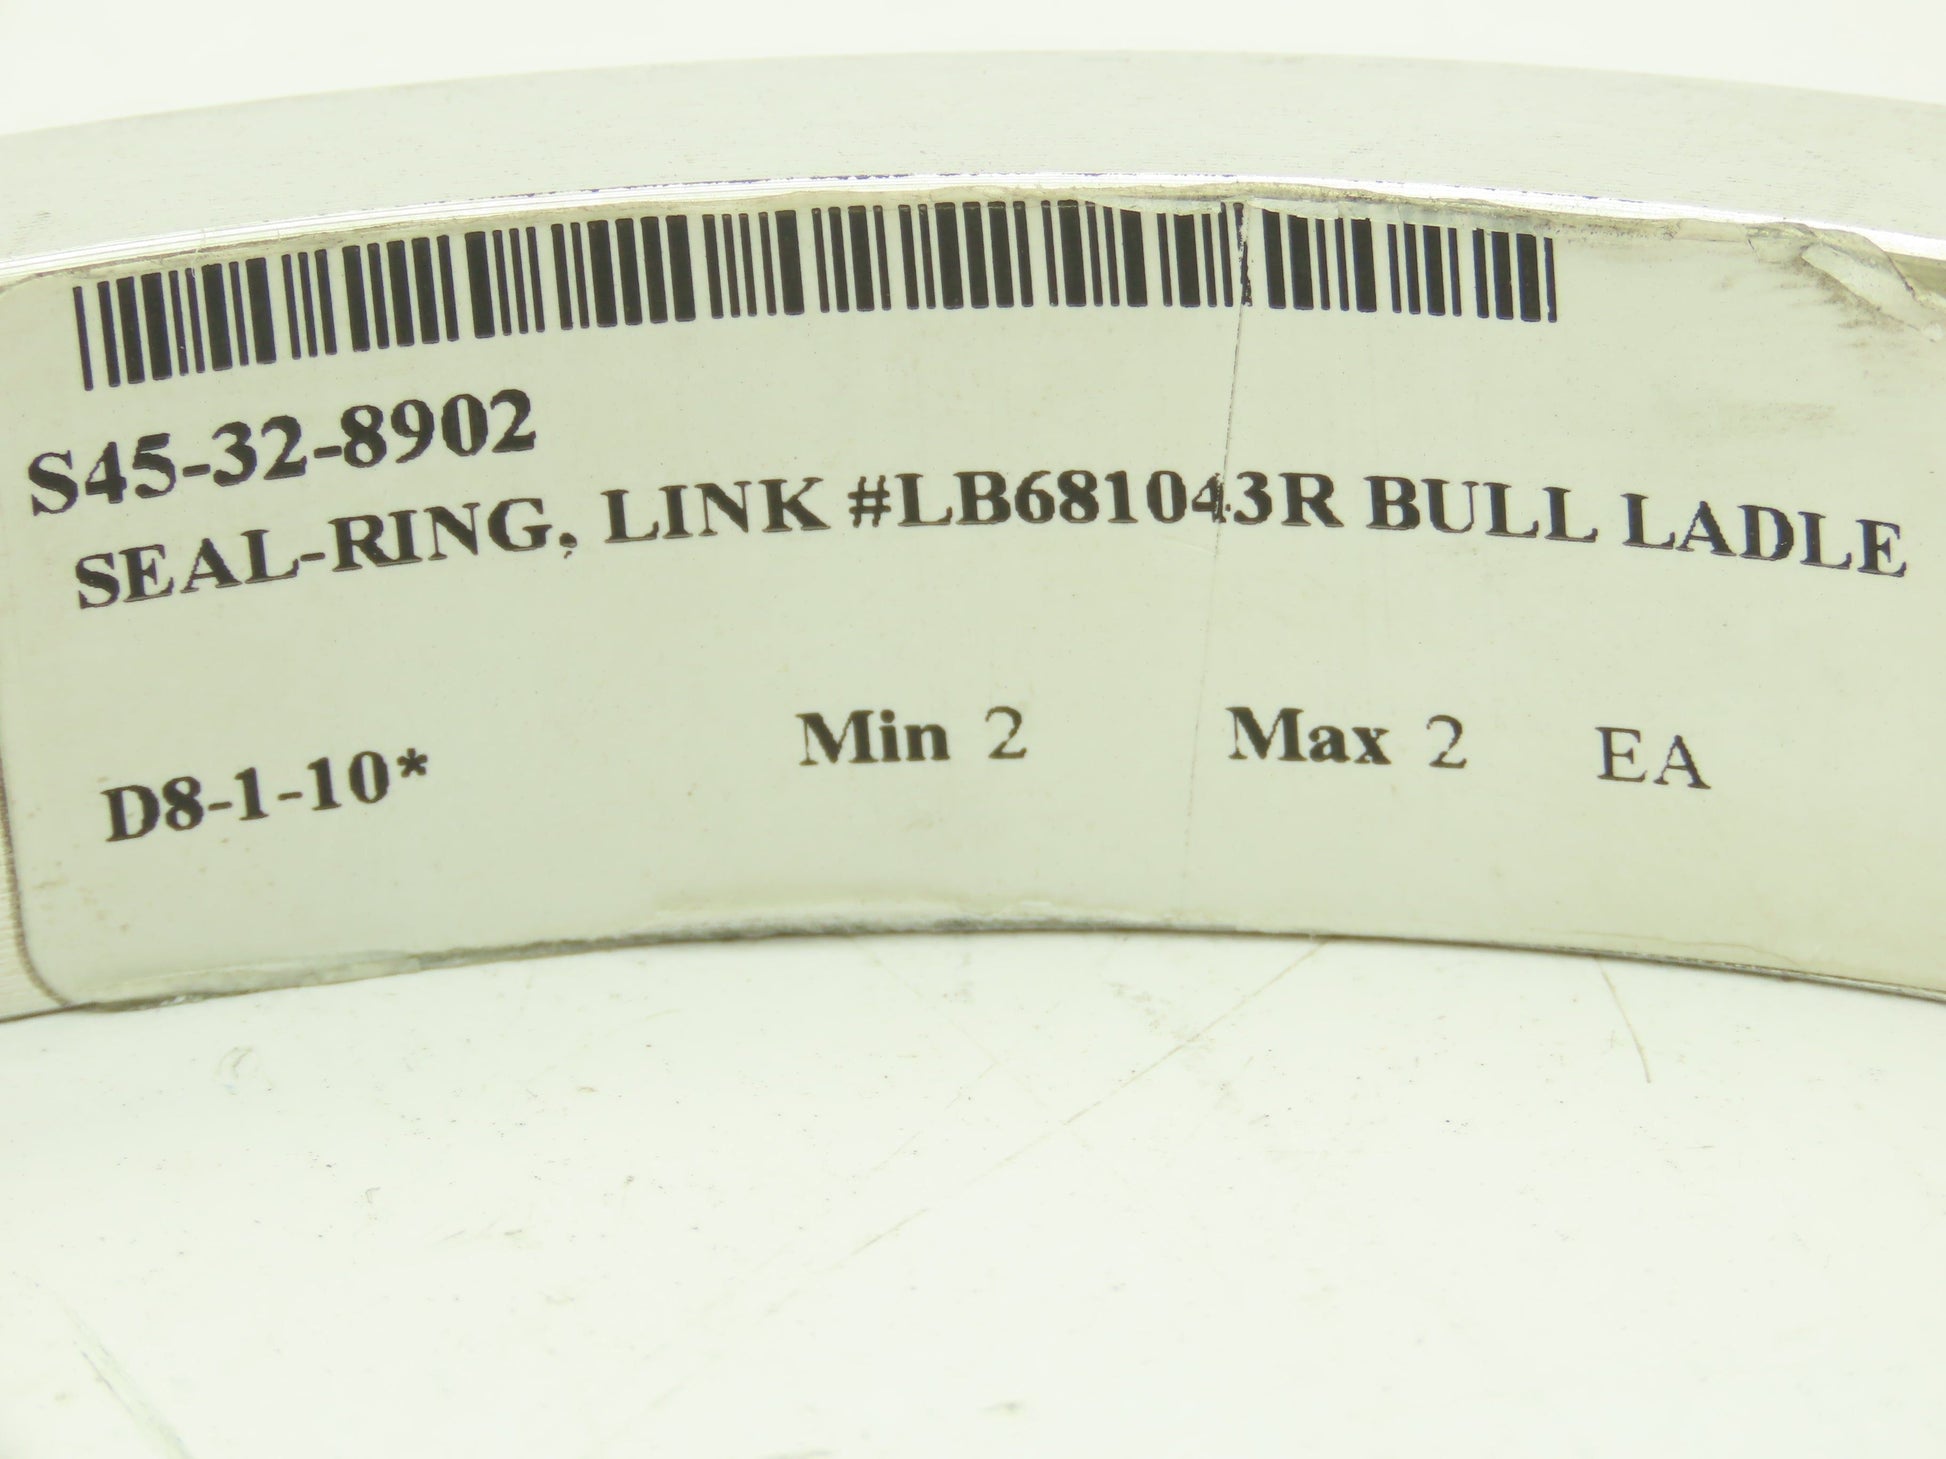 S45-32-8902
SEAL-RING, LINK #LB681043R BULL LADLE
D8-1-10* Min 2 Max 2 EA